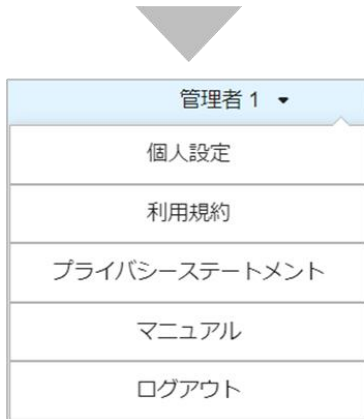 管理者 1
個人設定
利用規約
プライバシーステートメント
マニュアル
ログアウト